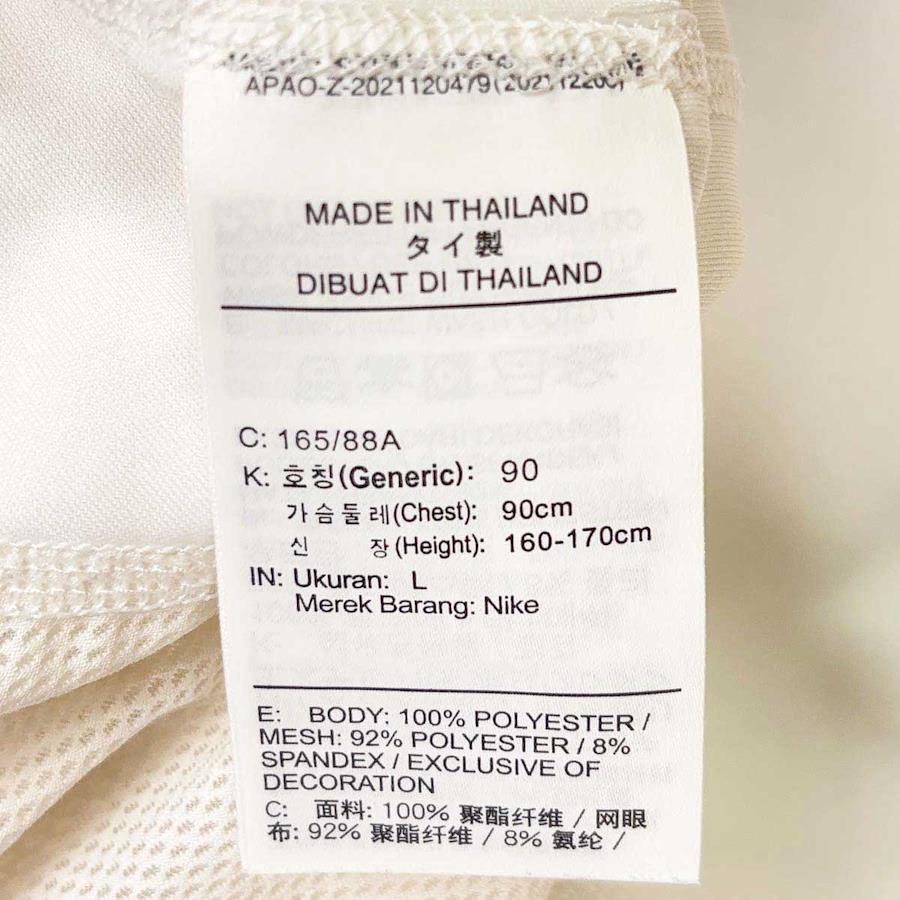 APAO-Z-2021120479(20211220
MADE IN THAILAND
タイ製
DIBUAT DI THAILAND
C: 165/88A
K: 호칭(Generic): 90
가슴둘레(Chest): 90cm
신 장(Height): 160-170cm
IN: Ukuran: L
Merek Barang: Nike
E: BODY: 100% POLYESTER /
MESH: 92% POLYESTER / 8%
SPANDEX / EXCLUSIVE OF
DECORATION
C: 面料: 100% 聚酯纤维 / 网眼
布: 92% 聚酯纤维 / 8% 氨纶 /